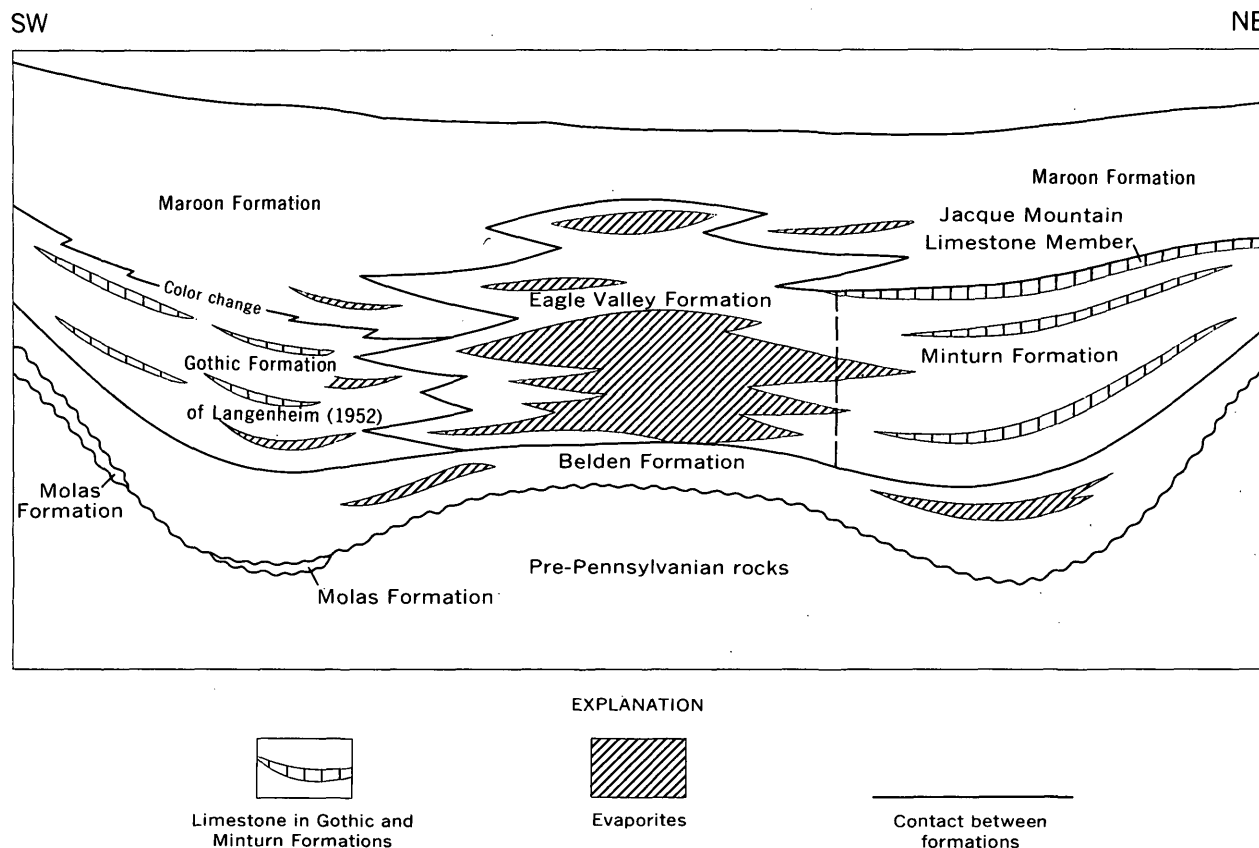 SW
NE
Maroon Formation
Maroon Formation
Jacque Mountain
Limestone Member
Color change
Eagle Valley Formation
Gothic Formation
of Langenheim (1952)
Minturn Formation
Belden Formation
Molas
Formation
Pre-Pennsylvanian rocks
Molas Formation
EXPLANATION
Limestone in Gothic and
Minturn Formations
Evaporites
Contact between
formations